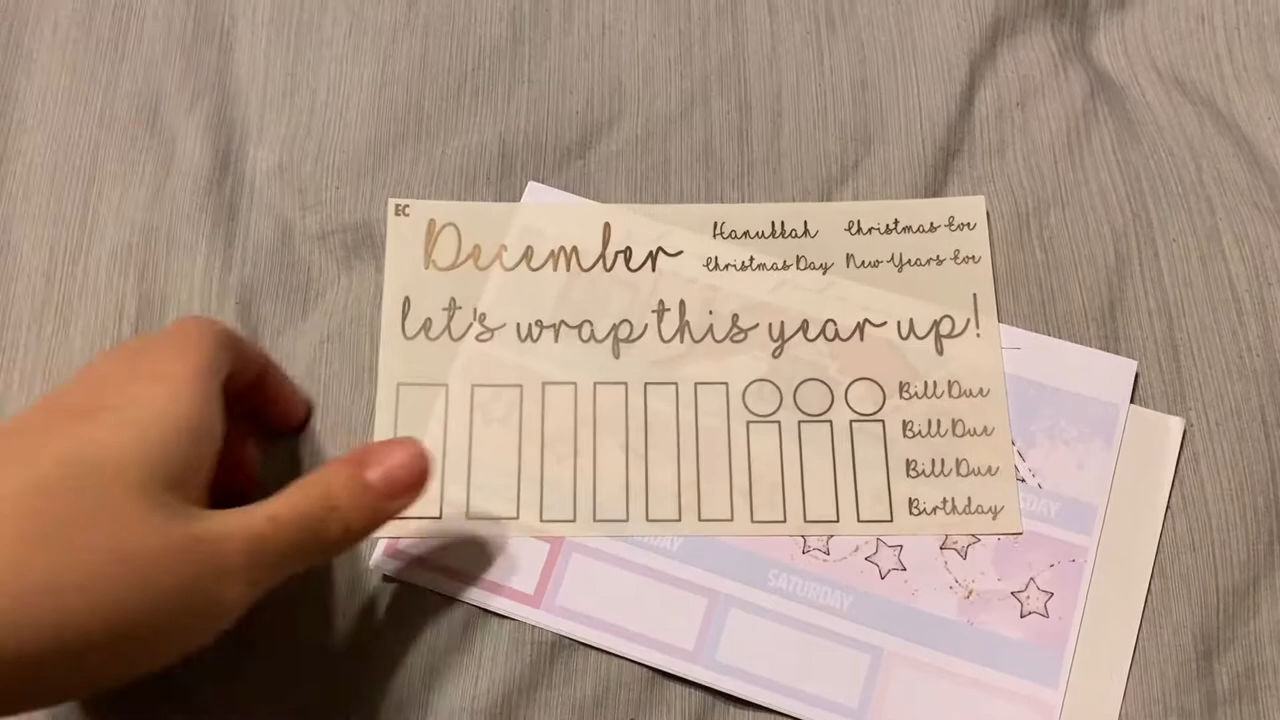 EC
December
Hanukkah Christmas Eve
Christmas Day New Years Eve
let's wrap this year up!
Bill Due
Bill Due
Bill Due
Birthday
SATURDAY